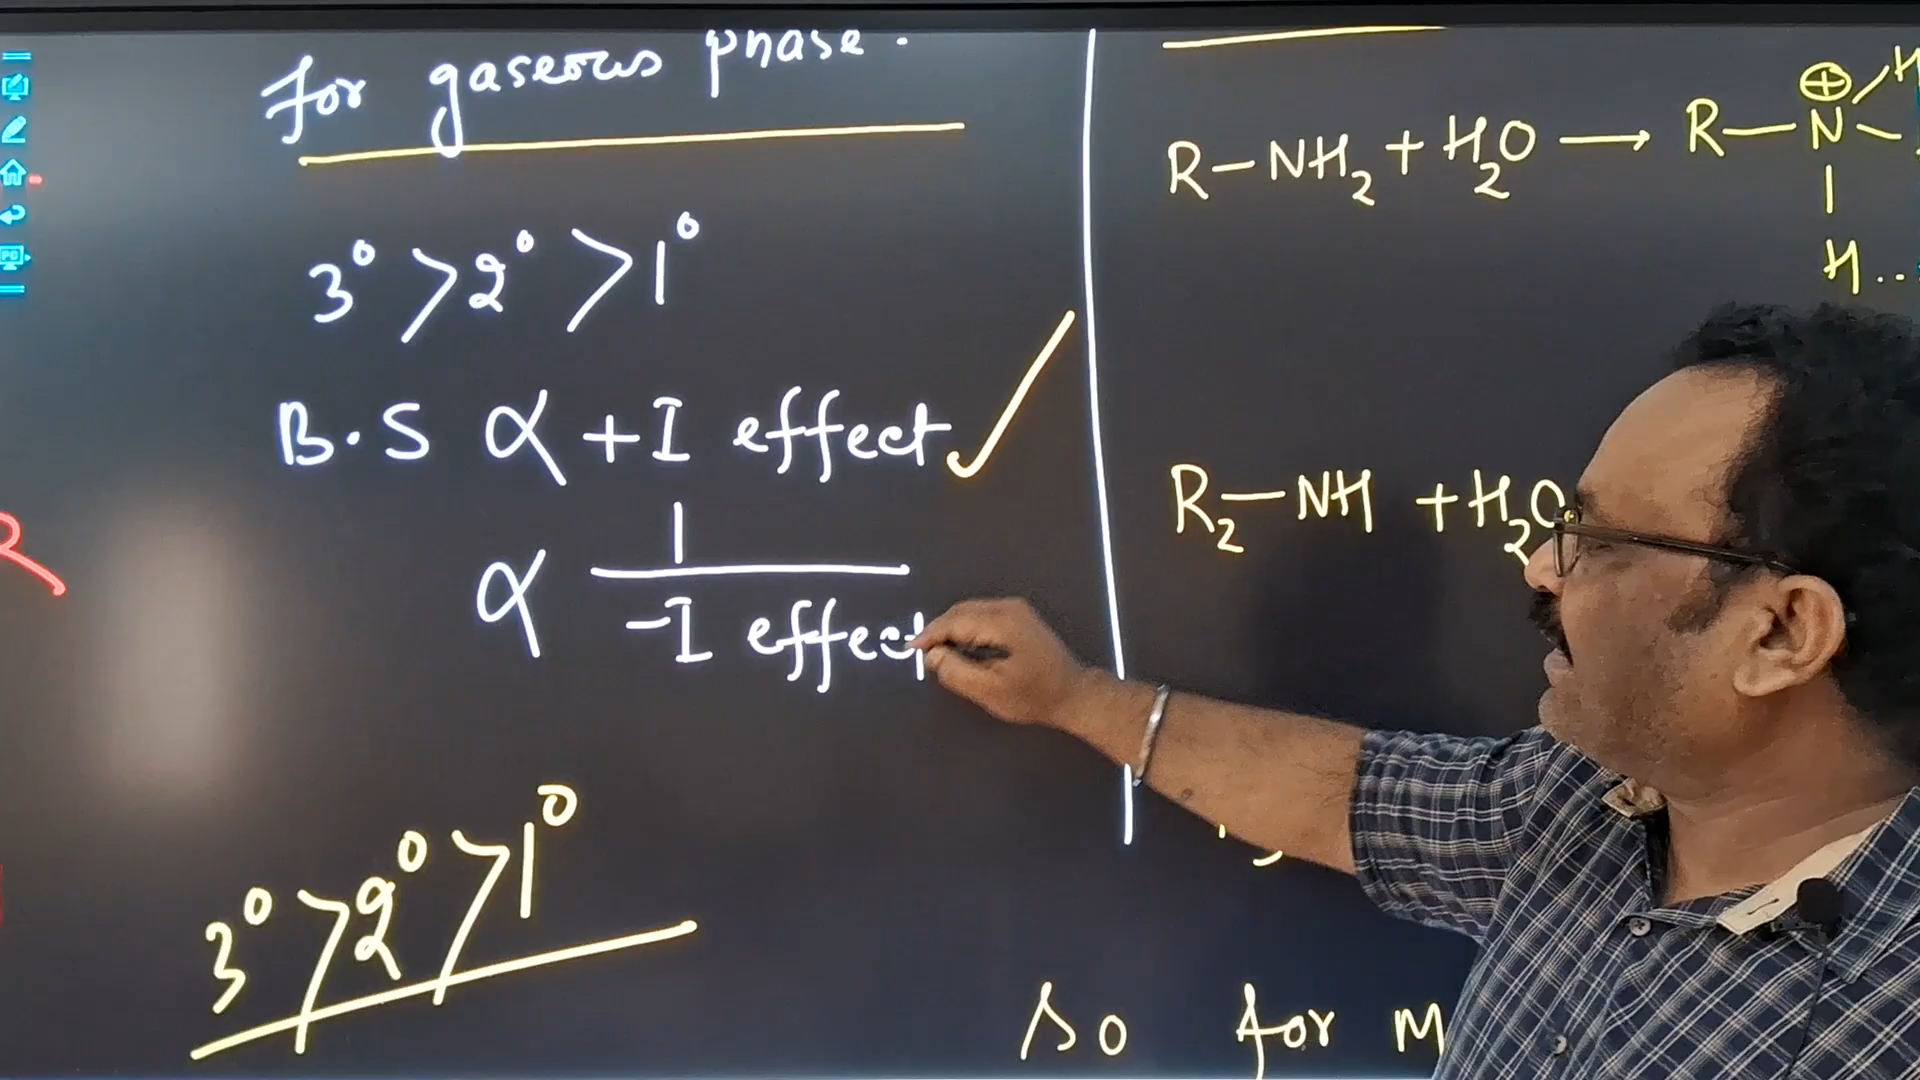 for gaseous phase.
3° > 2° > 1°
B.S α + I effect ✓
α 1
-I effect
3° > 2° > 1°
R-NH2 + H2O → R-N-
⊕ H
H..
R2-NH + H2O
so for M